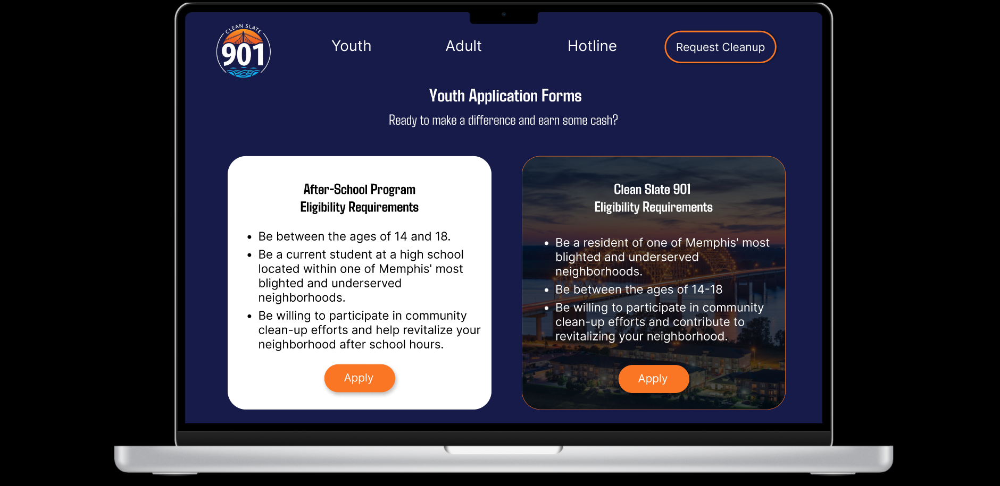 CLEAN SLATE
901
Youth
Adult
Hotline
Request Cleanup
Youth Application Forms
Ready to make a difference and earn some cash?
After-School Program
Eligibility Requirements
• Be between the ages of 14 and 18.
• Be a current student at a high school
located within one of Memphis' most
blighted and underserved
neighborhoods.
• Be willing to participate in community
clean-up efforts and help revitalize your
neighborhood after school hours.
Apply
Clean Slate 901
Eligibility Requirements
• Be a resident of one of Memphis' most
blighted and underserved
neighborhoods.
• Be between the ages of 14-18
• Be willing to participate in community
clean-up efforts and contribute to
revitalizing your neighborhood.
Apply